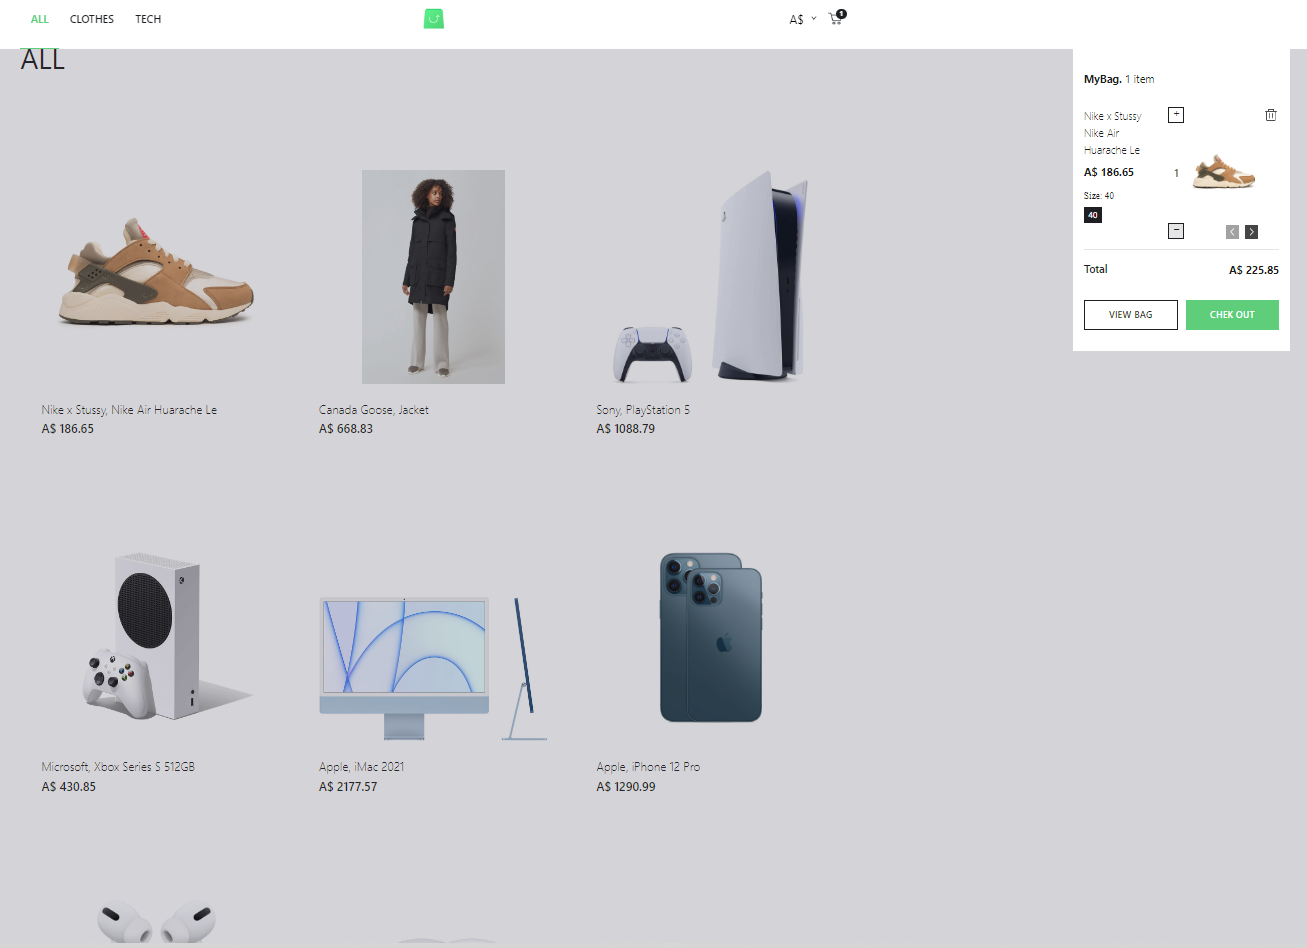 ALL CLOTHES TECH A$ 1
ALL
MyBag. 1 item
Nike x Stussy
Nike Air
Huarache Le
+
A$ 186.65
1
Size: 40
40
−
Total A$ 225.85
VIEW BAG CHEK OUT
Nike x Stussy, Nike Air Huarache Le
A$ 186.65
Canada Goose, Jacket
A$ 668.83
Sony, PlayStation 5
A$ 1088.79
Microsoft, Xbox Series S 512GB
A$ 430.85
Apple, iMac 2021
A$ 2177.57
Apple, iPhone 12 Pro
A$ 1290.99